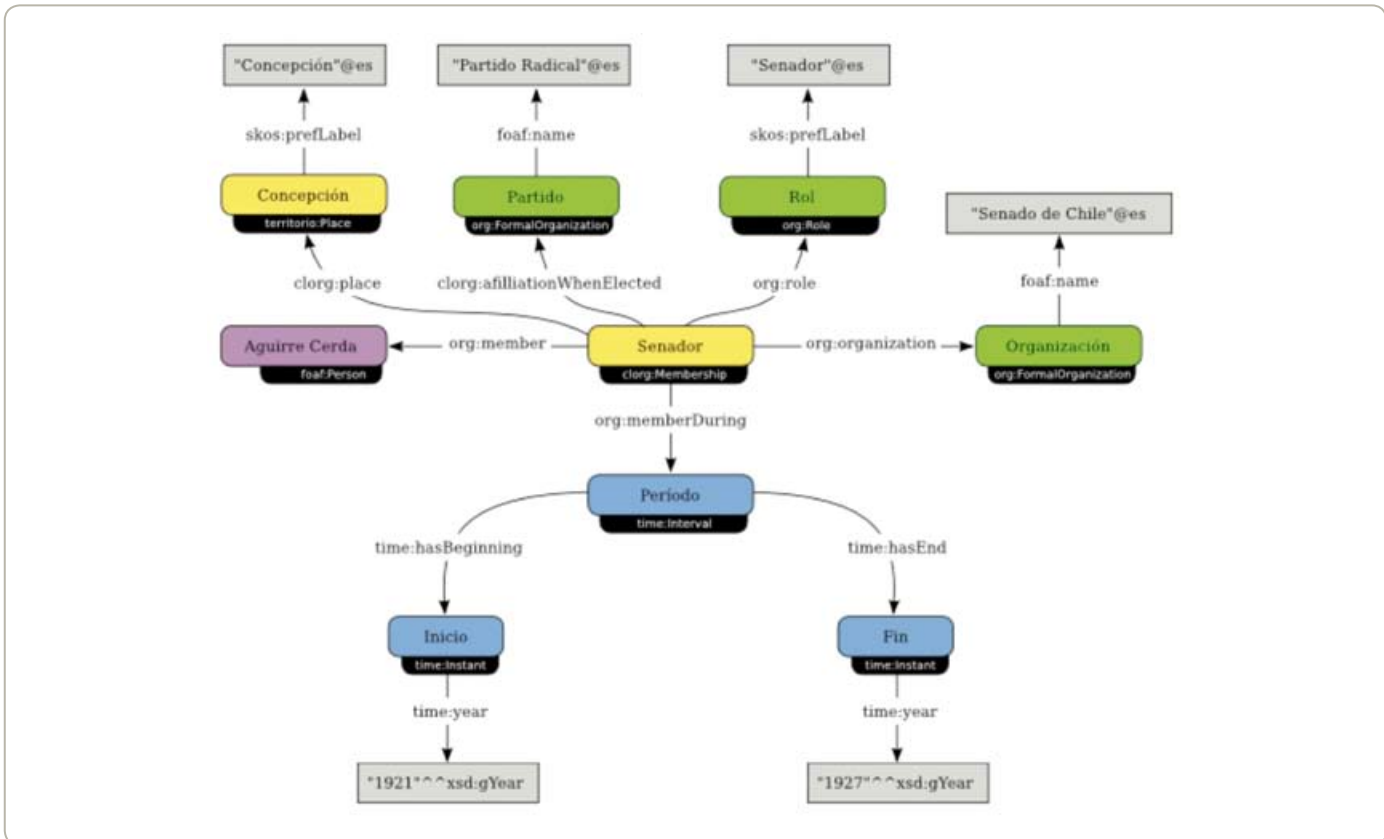 "Concepción"@es
"Partido Radical"@es
"Senador"@es
skos:prefLabel
foaf:name
skos:prefLabel
Concepción
territorio:Place
Partido
org:FormalOrganization
Rol
org:Role
"Senado de Chile"@es
clorg:place
clorg:afilliationWhenElected
org:role
foaf:name
Aguirre Cerda
foaf:Person
org:member
Senador
clorg:Membership
org:organization
Organización
org:FormalOrganization
org:memberDuring
Período
time:Interval
time:hasBeginning
time:hasEnd
Inicio
time:Instant
Fin
time:Instant
time:year
time:year
"1921"^^xsd:gYear
"1927"^^xsd:gYear